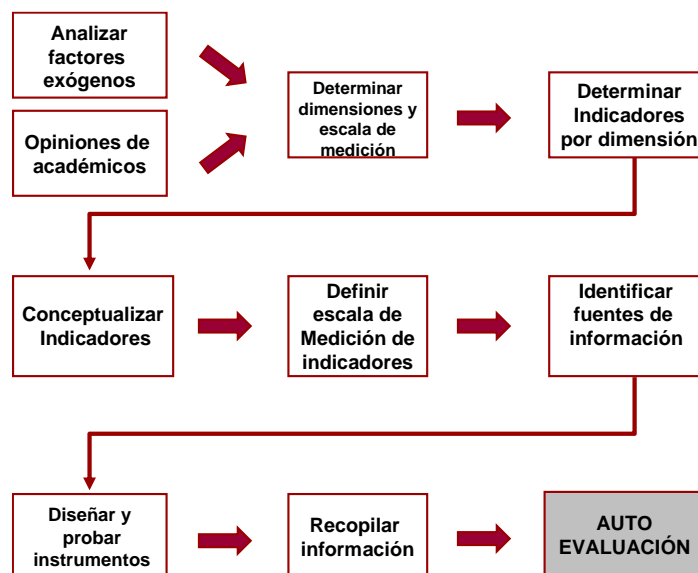 Analizar
factores
exógenos
Opiniones de
académicos
Determinar
dimensiones y
escala de
medición
Determinar
Indicadores
por dimensión
Conceptualizar
Indicadores
Definir
escala de
Medición de
indicadores
Identificar
fuentes de
información
Diseñar y
probar
instrumentos
Recopilar
información
AUTO
EVALUACIÓN